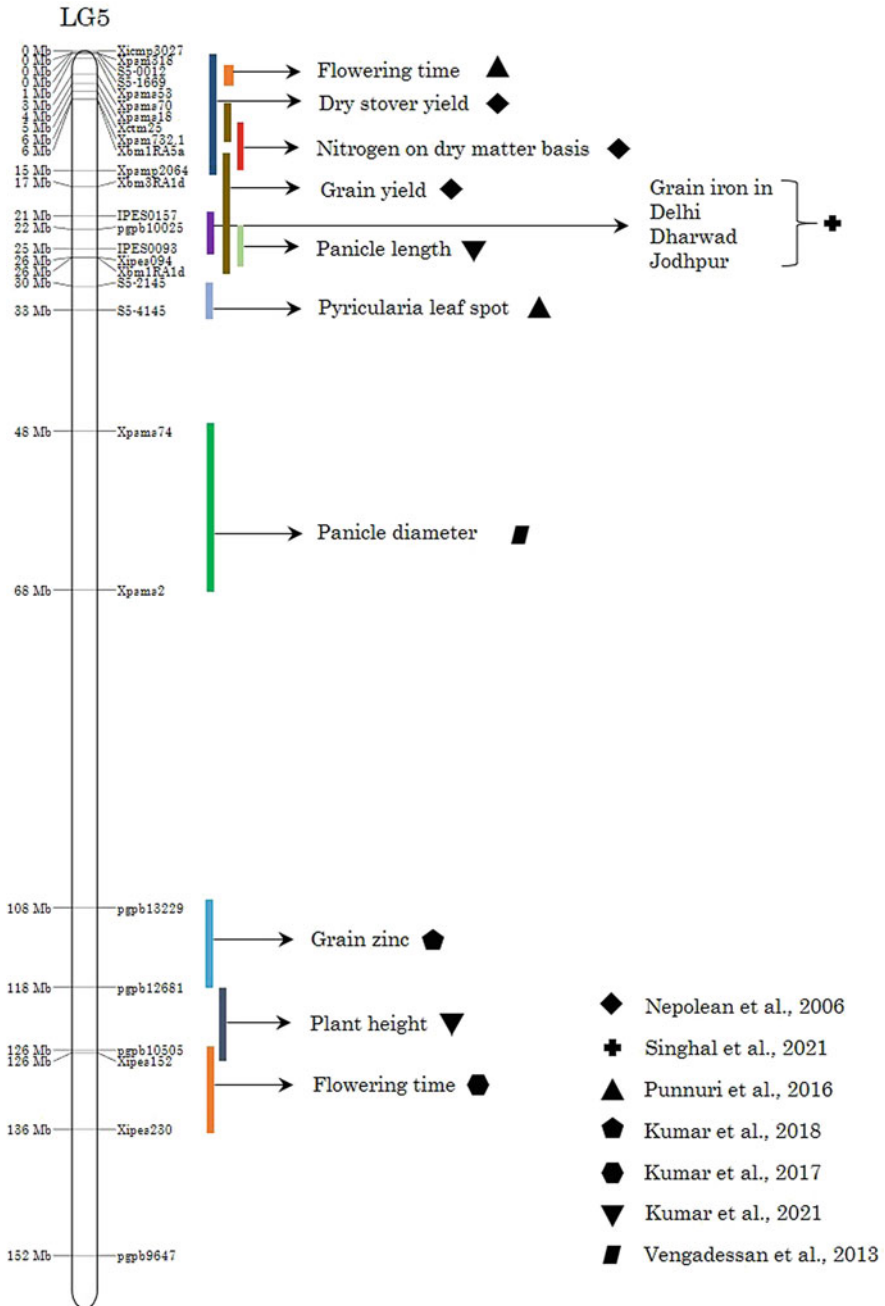 LG5
0 Mb Xicmp3027
0 Mb Xpsm318
0 Mb S5-0012
0 Mb S5-1669
1 Mb Xpsms53
3 Mb Xpsms70
4 Mb Xpsms18
5 Mb Xctm25
6 Mb Xpsm732.1
6 Mb Xbm1RA5a
15 Mb Xpsmp2064
17 Mb Xbm3RA1d
21 Mb IPES0157
22 Mb pgpb10025
25 Mb IPES0093
26 Mb Xipes094
26 Mb Xbm1RA1d
30 Mb S5-2145
33 Mb S5-4145
48 Mb Xpsms74
68 Mb Xpsms2
108 Mb pgpb13229
118 Mb pgpb12681
126 Mb pgpb10505
126 Mb Xipes152
136 Mb Xipes230
152 Mb pgpb9647
Flowering time
Dry stover yield
Nitrogen on dry matter basis
Grain yield
Grain iron in
Delhi
Dharwad
Jodhpur
Panicle length
Pyricularia leaf spot
Panicle diameter
Grain zinc
Plant height
Flowering time
Nepolean et al., 2006
Singhal et al., 2021
Punnuri et al., 2016
Kumar et al., 2018
Kumar et al., 2017
Kumar et al., 2021
Vengadessan et al., 2013